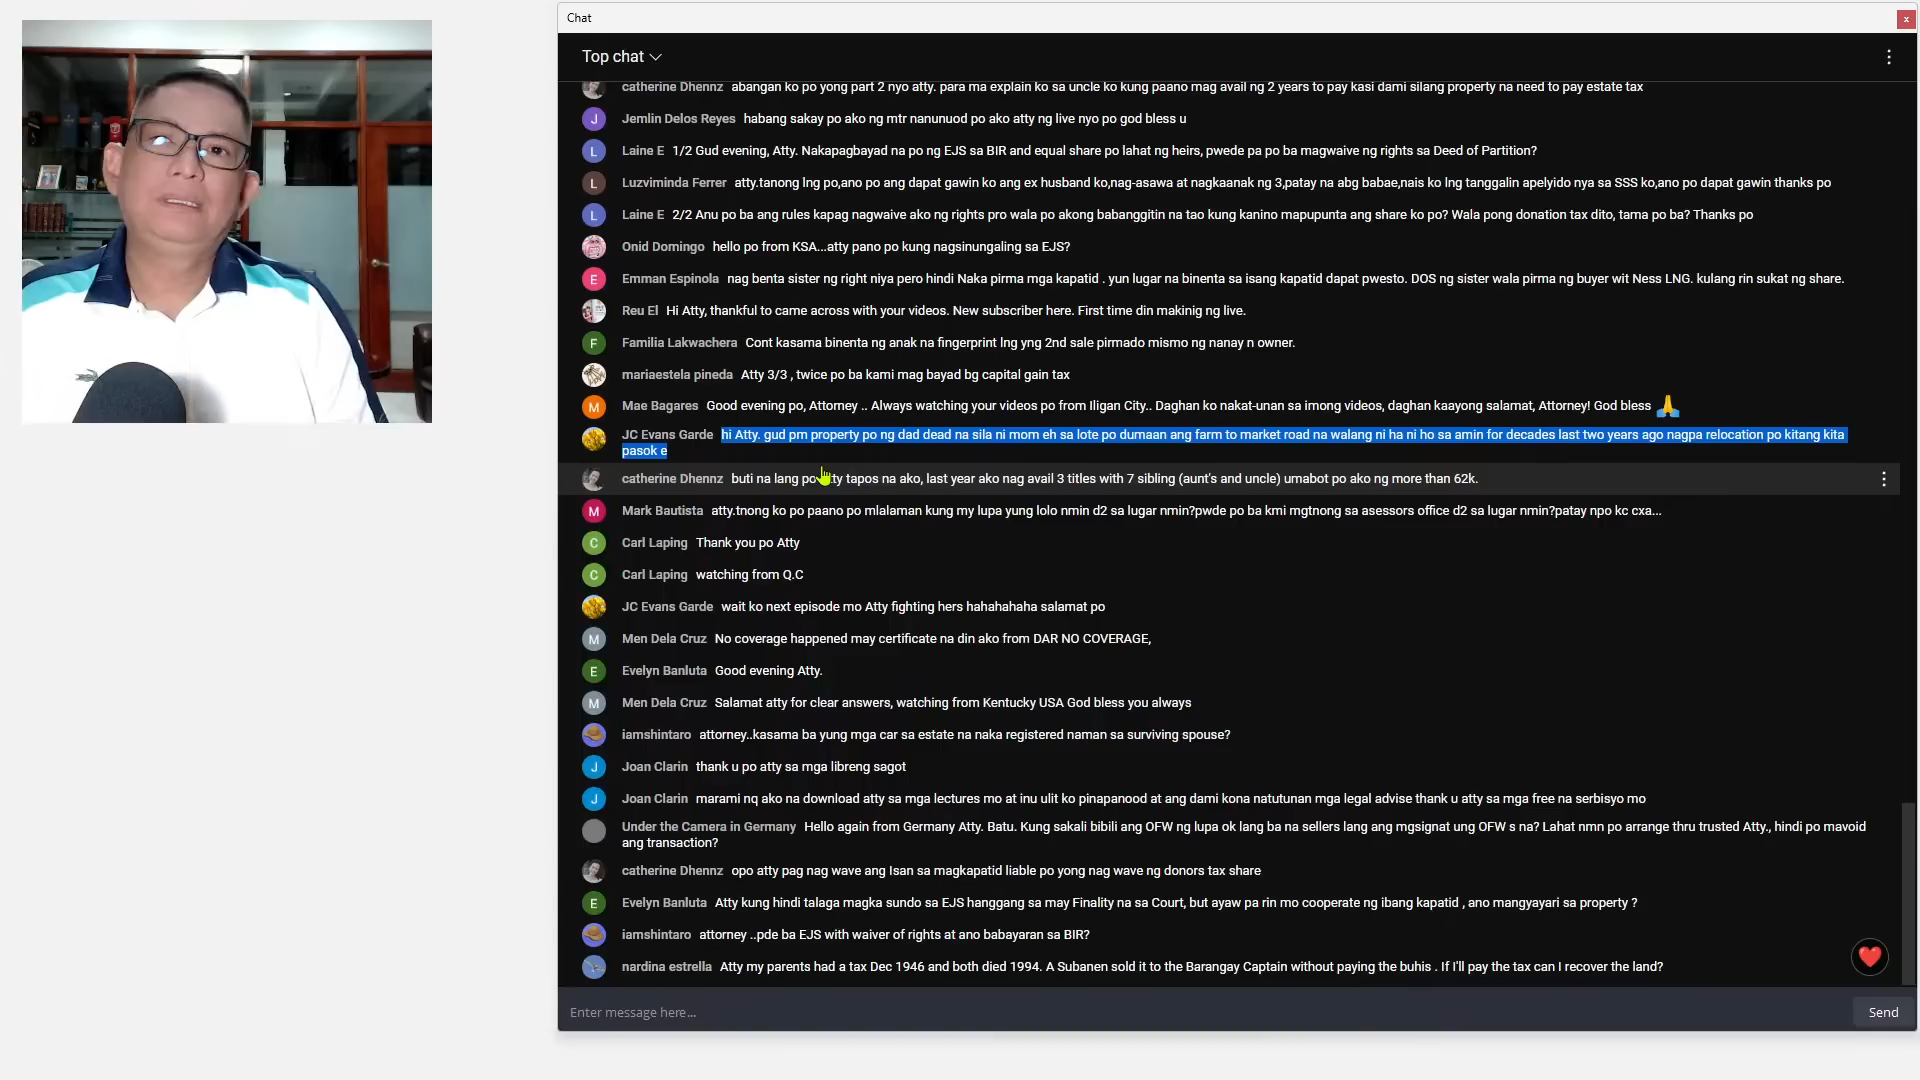 Chat
x
Top chat
catherine Dhennz abangan ko po yong part 2 nyo atty. para ma explain ko sa uncle ko kung paano mag avail ng 2 years to pay kasi dami silang property na need to pay estate tax
J Jemlin Delos Reyes habang sakay po ako ng mtr nanunuod po ako atty ng live nyo po god bless u
L Laine E 1/2 Gud evening, Atty. Nakapagbayad na po ng EJS sa BIR and equal share po lahat ng heirs, pwede pa po ba magwaive ng rights sa Deed of Partition?
L Luzviminda Ferrer atty.tanong lng po,ano po ang dapat gawin ko ang ex husband ko,nag-asawa at nagkaanak ng 3,patay na abg babae,nais ko lng tanggalin apelyido nya sa SSS ko,ano po dapat gawin thanks po
L Laine E 2/2 Anu po ba ang rules kapag nagwaive ako ng rights pro wala po akong babanggitin na tao kung kanino mapupunta ang share ko po? Wala pong donation tax dito, tama po ba? Thanks po
Onid Domingo hello po from KSA...atty pano po kung nagsinungaling sa EJS?
E Emman Espinola nag benta sister ng right niya pero hindi Naka pirma mga kapatid . yun lugar na binenta sa isang kapatid dapat pwesto. DOS ng sister wala pirma ng buyer wit Ness LNG. kulang rin sukat ng share.
Reu El Hi Atty, thankful to came across with your videos. New subscriber here. First time din makinig ng live.
F Familia Lakwachera Cont kasama binenta ng anak na fingerprint lng yng 2nd sale pirmado mismo ng nanay n owner.
mariaestela pineda Atty 3/3 , twice po ba kami mag bayad bg capital gain tax
M Mae Bagares Good evening po, Attorney .. Always watching your videos po from Iligan City.. Daghan ko nakat-unan sa imong videos, daghan kaayong salamat, Attorney! God bless 🙏
JC Evans Garde hi Atty. gud pm property po ng dad dead na sila ni mom eh sa lote po dumaan ang farm to market road na walang ni ha ni ho sa amin for decades last two years ago nagpa relocation po kitang kita
pasok e
catherine Dhennz buti na lang po atty tapos na ako, last year ako nag avail 3 titles with 7 sibling (aunt's and uncle) umabot po ako ng more than 62k.
M Mark Bautista atty.tnong ko po paano po mlalaman kung my lupa yung lolo nmin d2 sa lugar nmin?pwde po ba kmi mgtnong sa asessors office d2 sa lugar nmin?patay npo kc cxa...
C Carl Laping Thank you po Atty
C Carl Laping watching from Q.C
JC Evans Garde wait ko next episode mo Atty fighting hers hahahahaha salamat po
M Men Dela Cruz No coverage happened may certificate na din ako from DAR NO COVERAGE,
E Evelyn Banluta Good evening Atty.
M Men Dela Cruz Salamat atty for clear answers, watching from Kentucky USA God bless you always
iamshintaro attorney..kasama ba yung mga car sa estate na naka registered naman sa surviving spouse?
J Joan Clarin thank u po atty sa mga libreng sagot
J Joan Clarin marami nq ako na download atty sa mga lectures mo at inu ulit ko pinapanood at ang dami kona natutunan mga legal advise thank u atty sa mga free na serbisyo mo
Under the Camera in Germany Hello again from Germany Atty. Batu. Kung sakali bibili ang OFW ng lupa ok lang ba na sellers lang ang mgsignat ung OFW s na? Lahat nmn po arrange thru trusted Atty., hindi po mavoid
ang transaction?
catherine Dhennz opo atty pag nag wave ang Isan sa magkapatid liable po yong nag wave ng donors tax share
E Evelyn Banluta Atty kung hindi talaga magka sundo sa EJS hanggang sa may Finality na sa Court, but ayaw pa rin mo cooperate ng ibang kapatid , ano mangyayari sa property ?
iamshintaro attorney ..pde ba EJS with waiver of rights at ano babayaran sa BIR?
nardina estrella Atty my parents had a tax Dec 1946 and both died 1994. A Subanen sold it to the Barangay Captain without paying the buhis . If I'll pay the tax can I recover the land?
Enter message here...
Send